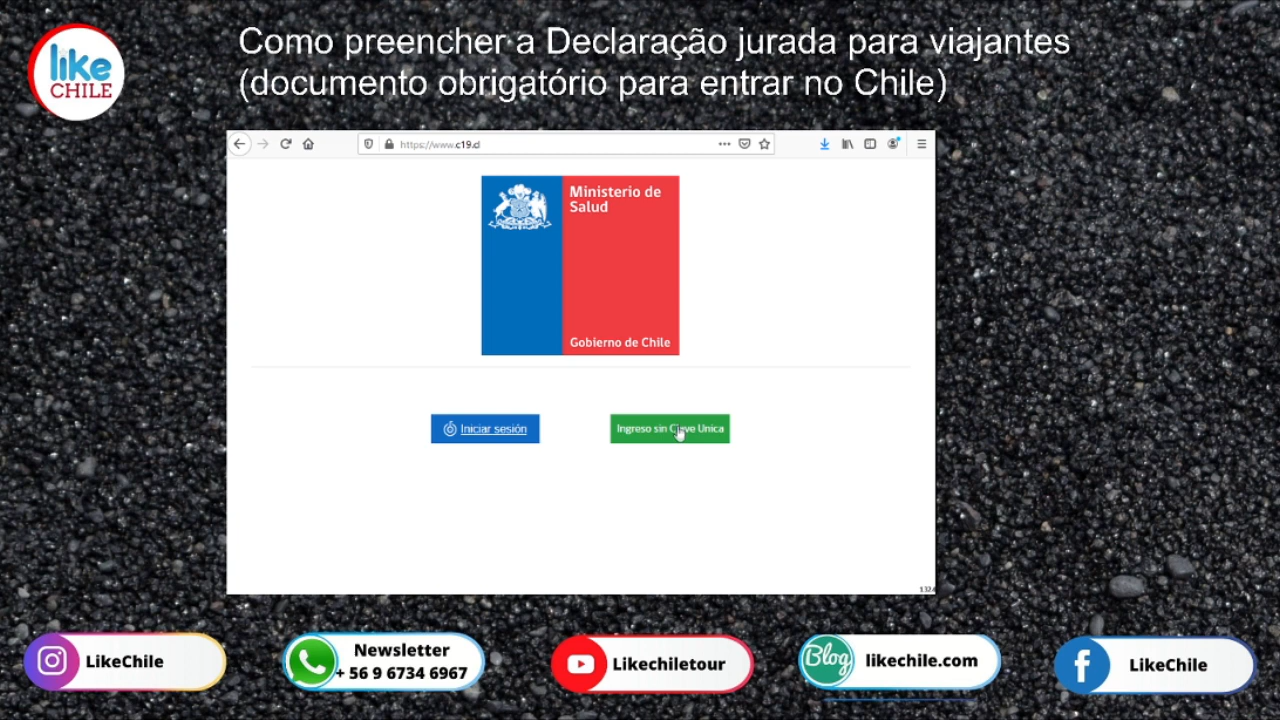 like
CHILE
Como preencher a Declaração jurada para viajantes
(documento obrigatório para entrar no Chile)
https://www.c19.cl
Ministerio de
Salud
Gobierno de Chile
Iniciar sesión
Ingreso sin Clave Unica
LikeChile
Newsletter
+ 56 9 6734 6967
Likechiletour
Blog
likechile.com
LikeChile